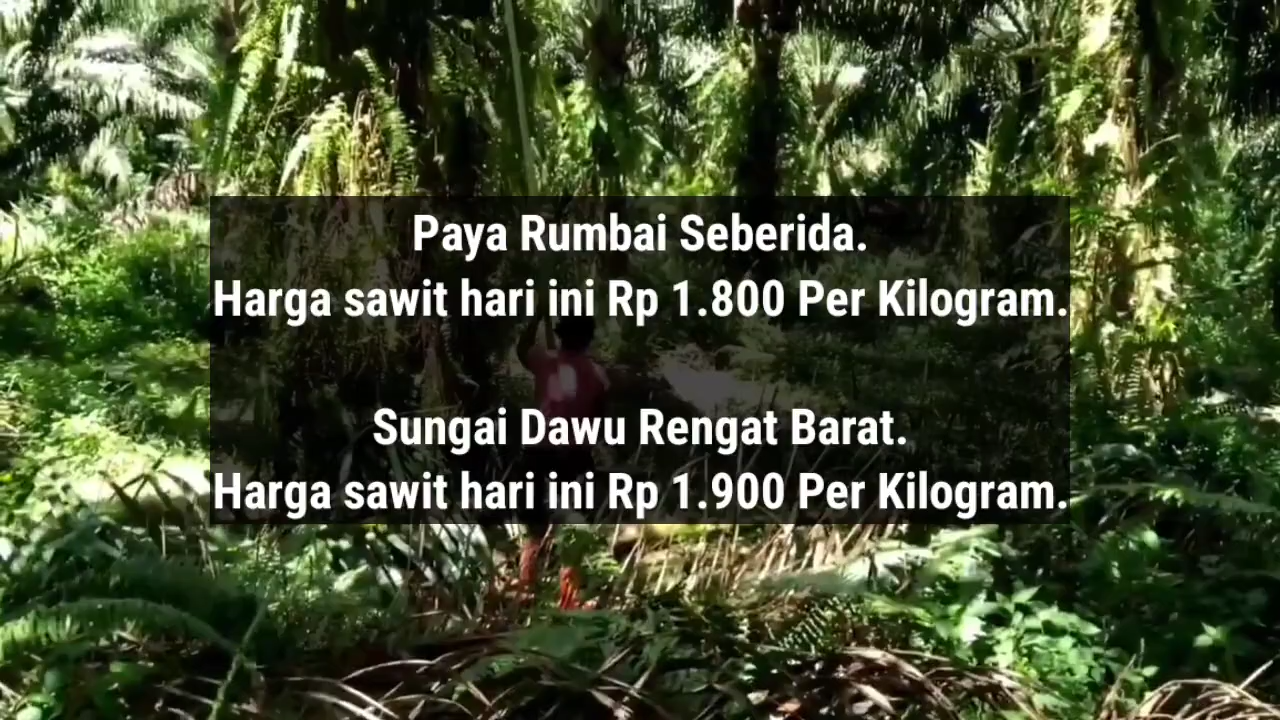 Paya Rumbai Seberida.
Harga sawit hari ini Rp 1.800 Per Kilogram.
Sungai Dawu Rengat Barat.
Harga sawit hari ini Rp 1.900 Per Kilogram.